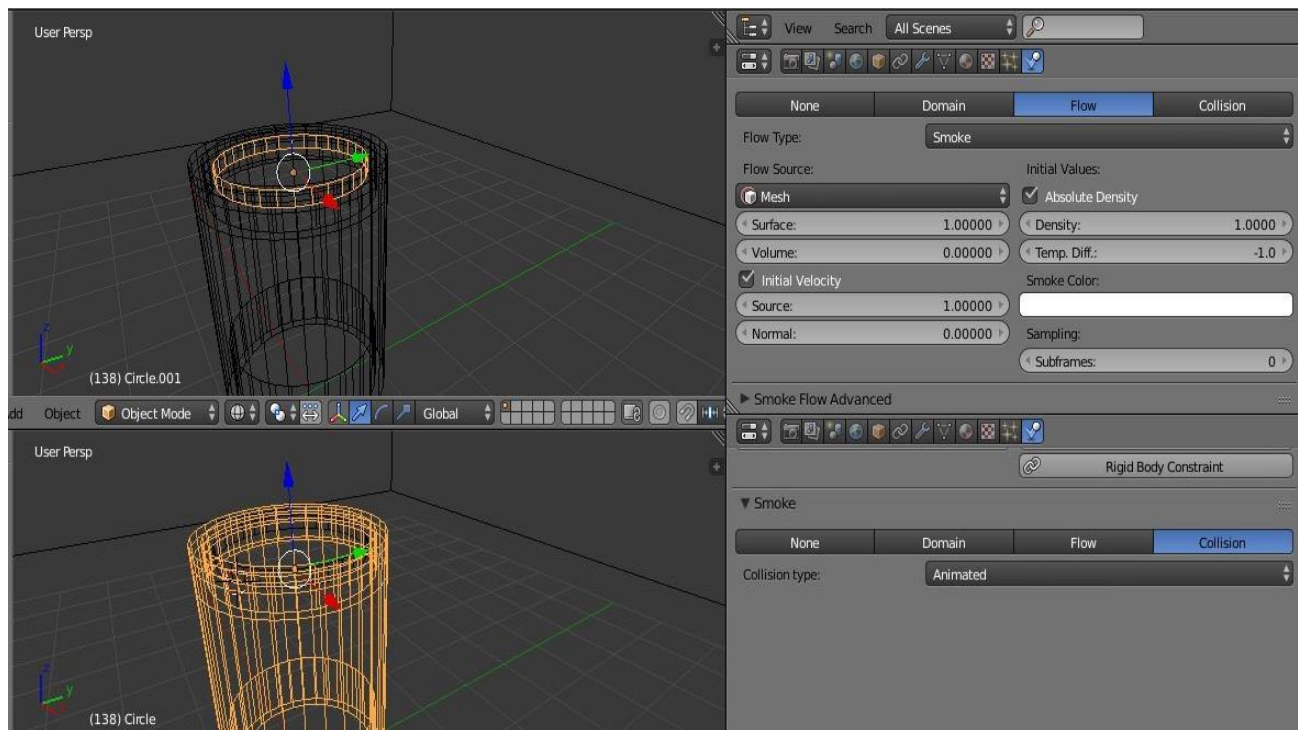 User Persp
(138) Circle.001
dd Object Object Mode Global
User Persp
(138) Circle
View Search All Scenes
None Domain Flow Collision
Flow Type: Smoke
Flow Source: Initial Values:
Mesh Absolute Density
Surface: 1.00000 Density: 1.0000
Volume: 0.00000 Temp. Diff.: -1.0
Initial Velocity Smoke Color:
Source: 1.00000
Normal: 0.00000 Sampling:
Subframes: 0
Smoke Flow Advanced
Rigid Body Constraint
Smoke
None Domain Flow Collision
Collision type: Animated
z
y
z
y